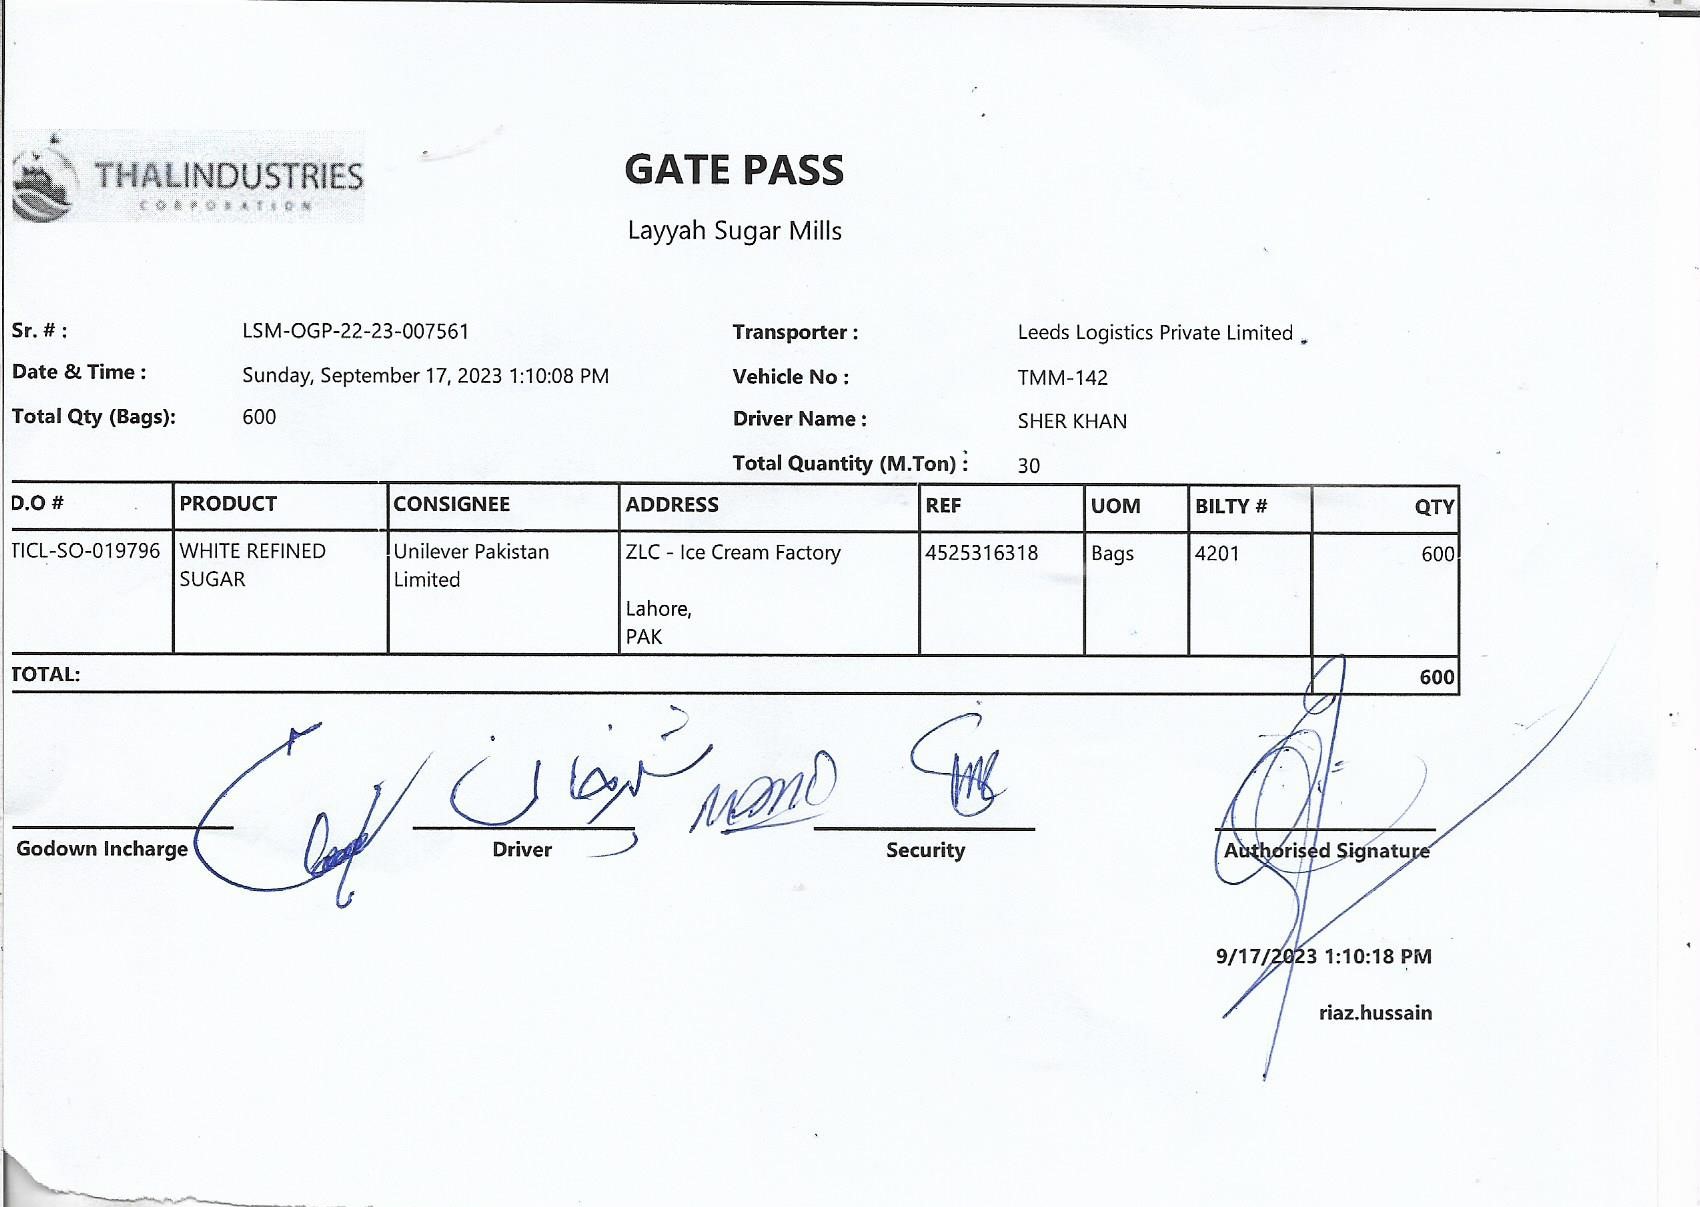 THALINDUSTRIES
CORPORATION
GATE PASS
Layyah Sugar Mills
Sr. # : LSM-OGP-22-23-007561 Transporter : Leeds Logistics Private Limited
Date & Time : Sunday, September 17, 2023 1:10:08 PM Vehicle No : TMM-142
Total Qty (Bags): 600 Driver Name : SHER KHAN
Total Quantity (M.Ton) : 30
D.O # PRODUCT CONSIGNEE ADDRESS REF UOM BILTY # QTY
TICL-SO-019796 WHITE REFINED Unilever Pakistan ZLC - Ice Cream Factory 4525316318 Bags 4201 600
SUGAR Limited
Lahore,
PAK
TOTAL: 600
شیرخان
Godown Incharge Driver Security Authorised Signature
9/17/2023 1:10:18 PM
riaz.hussain